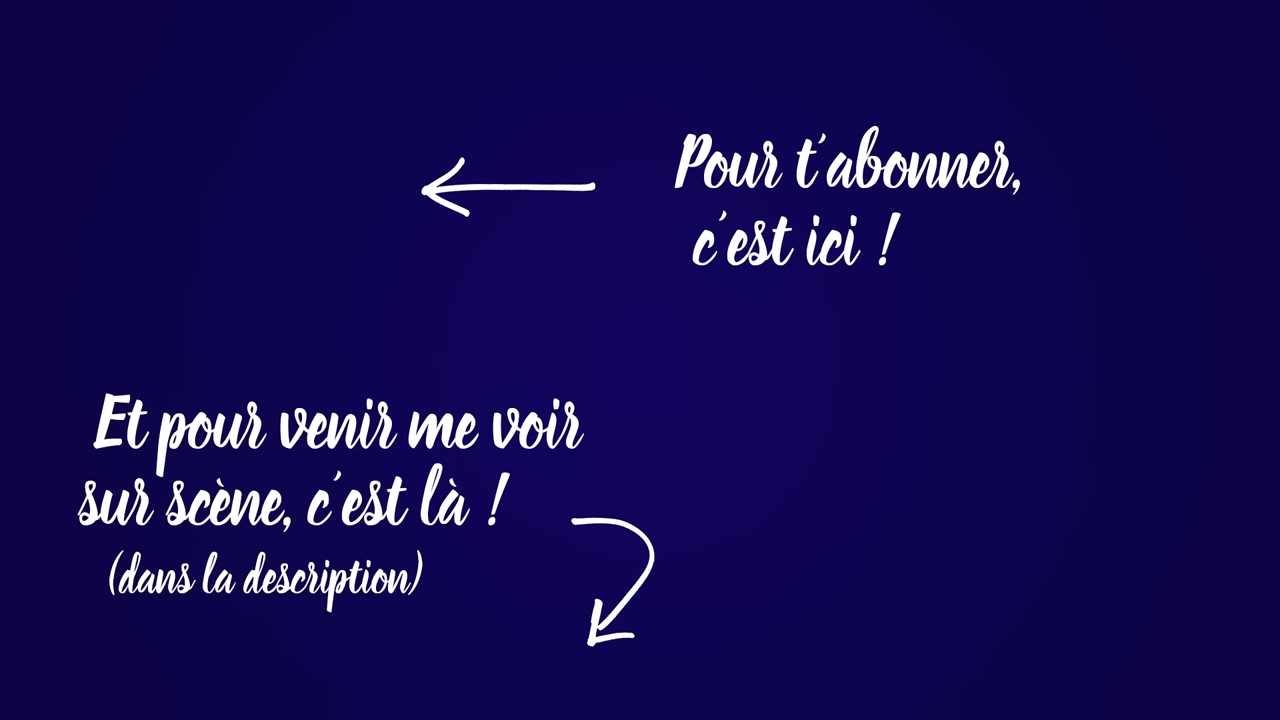 Pour t'abonner,
c'est ici !
Et pour venir me voir
sur scène, c'est là !
(dans la description)